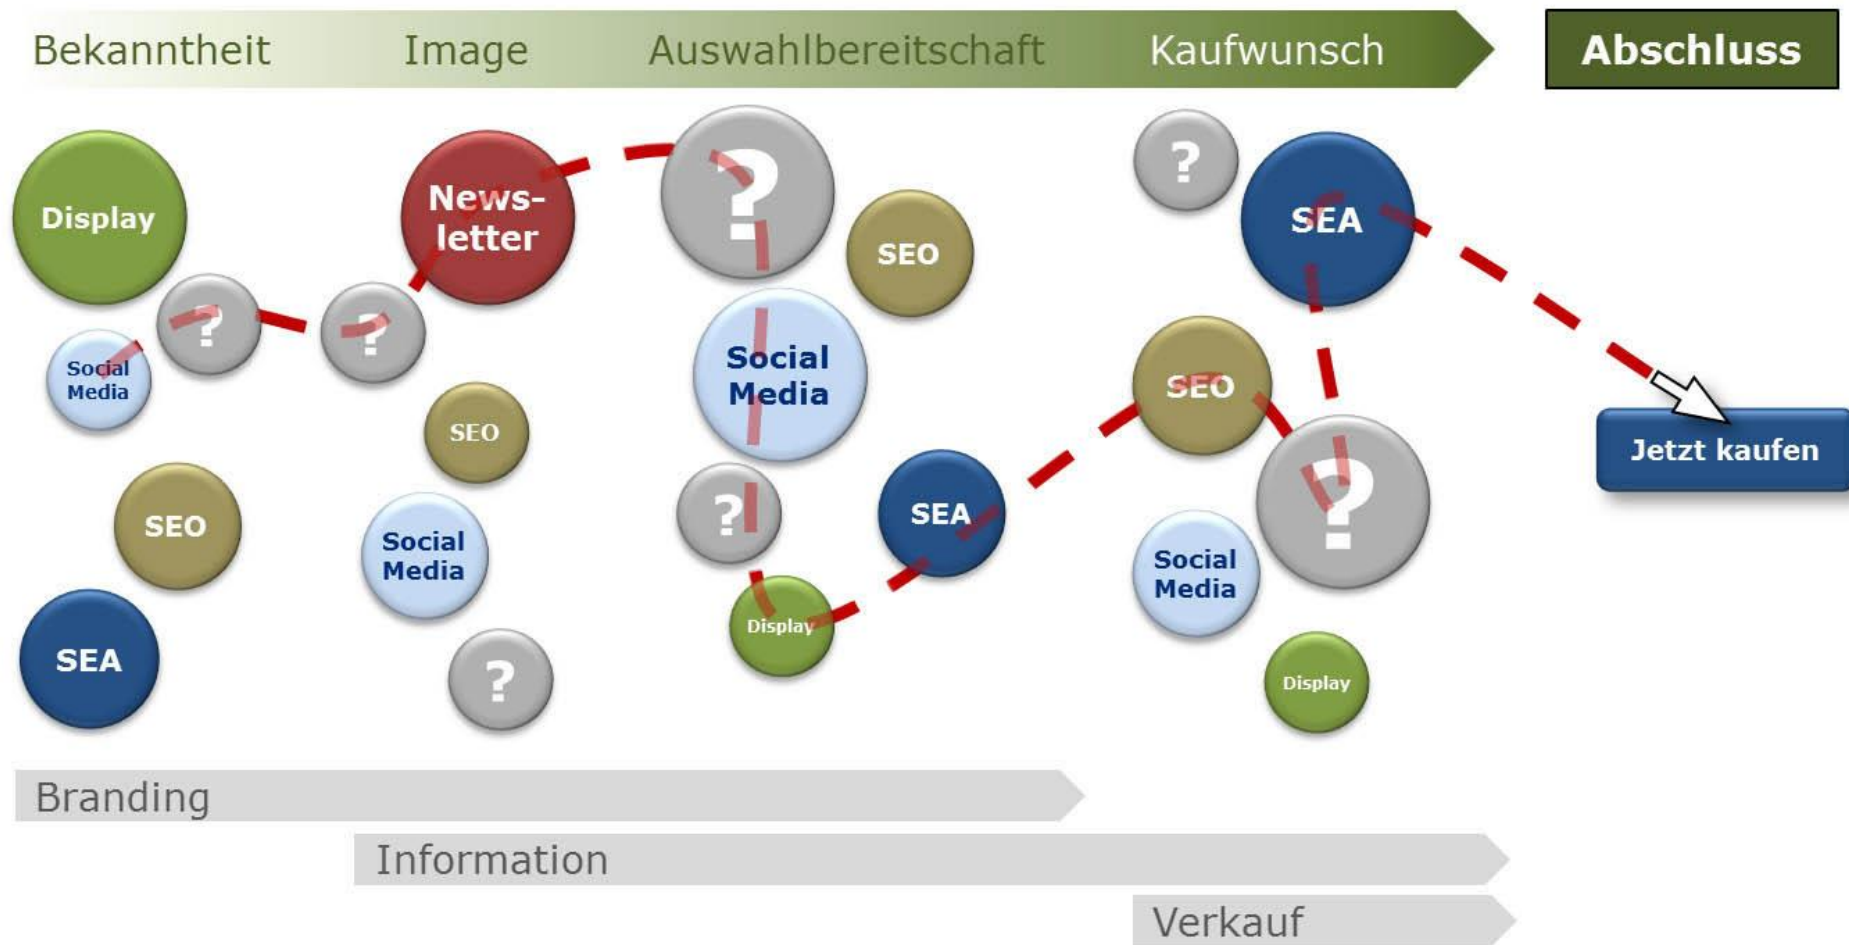 Bekanntheit
Image
Auswahlbereitschaft
Kaufwunsch
Abschluss
Display
?
Social
Media
SEO
SEA
News-
letter
?
SEO
Social
Media
?
?
SEO
Social
Media
?
SEA
Display
?
SEA
SEO
?
Social
Media
Display
Jetzt kaufen
Branding
Information
Verkauf